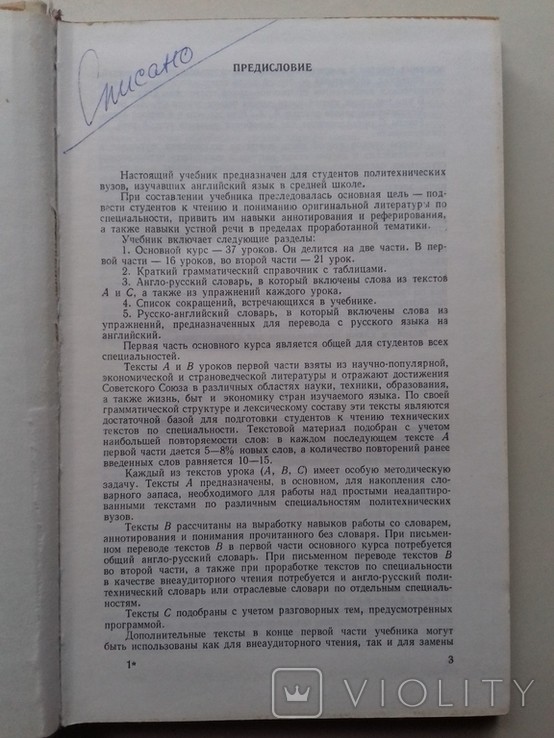 Списано
ПРЕДИСЛОВИЕ
Настоящий учебник предназначен для студентов политехнических
вузов, изучавших английский язык в средней школе.
При составлении учебника преследовалась основная цель — под-
вести студентов к чтению и пониманию оригинальной литературы по
специальности, привить им навыки аннотирования и реферирования,
а также навыки устной речи в пределах проработанной тематики.
Учебник включает следующие разделы:
1. Основной курс — 37 уроков. Он делится на две части. В пер-
вой части — 16 уроков, во второй части — 21 урок.
2. Краткий грамматический справочник с таблицами.
3. Англо-русский словарь, в который включены слова из текстов
А и С, а также из упражнений каждого урока.
4. Список сокращений, встречающихся в учебнике.
5. Русско-английский словарь, в который включены слова из
упражнений, предназначенных для перевода с русского языка на
английский.
Первая часть основного курса является общей для студентов всех
специальностей.
Тексты А и В уроков первой части взяты из научно-популярной,
экономической и страноведческой литературы и отражают достижения
Советского Союза в различных областях науки, техники, образования,
а также жизнь, быт и экономику стран изучаемого языка. По своей
грамматической структуре и лексическому составу эти тексты являются
достаточной базой для подготовки студентов к чтению технических
текстов по специальности. Текстовой материал подобран с учетом
наибольшей повторяемости слов: в каждом последующем тексте А
первой части дается 5—8% новых слов, а количество повторений ранее
введенных слов равняется 10—15.
Каждый из текстов урока (А, В, С) имеет особую методическую
задачу. Тексты А предназначены, в основном, для накопления сло-
варного запаса, необходимого для работы над простыми неадапти-
рованными текстами по различным специальностям политехнических
вузов.
Тексты В рассчитаны на выработку навыков работы со словарем,
аннотирования и понимания прочитанного без словаря. При письмен-
ном переводе текстов В в первой части основного курса потребуется
общий англо-русский словарь. При письменном переводе текстов В
во второй части, а также при проработке текстов по специальности
в качестве внеаудиторного чтения потребуется и англо-русский поли-
технический словарь или отраслевые словари по отдельным специаль-
ностям.
Тексты С подобраны с учетом разговорных тем, предусмотренных
программой.
Дополнительные тексты в конце первой части учебника могут
быть использованы как для внеаудиторного чтения, так и для замены
1* 3
VIOLITY